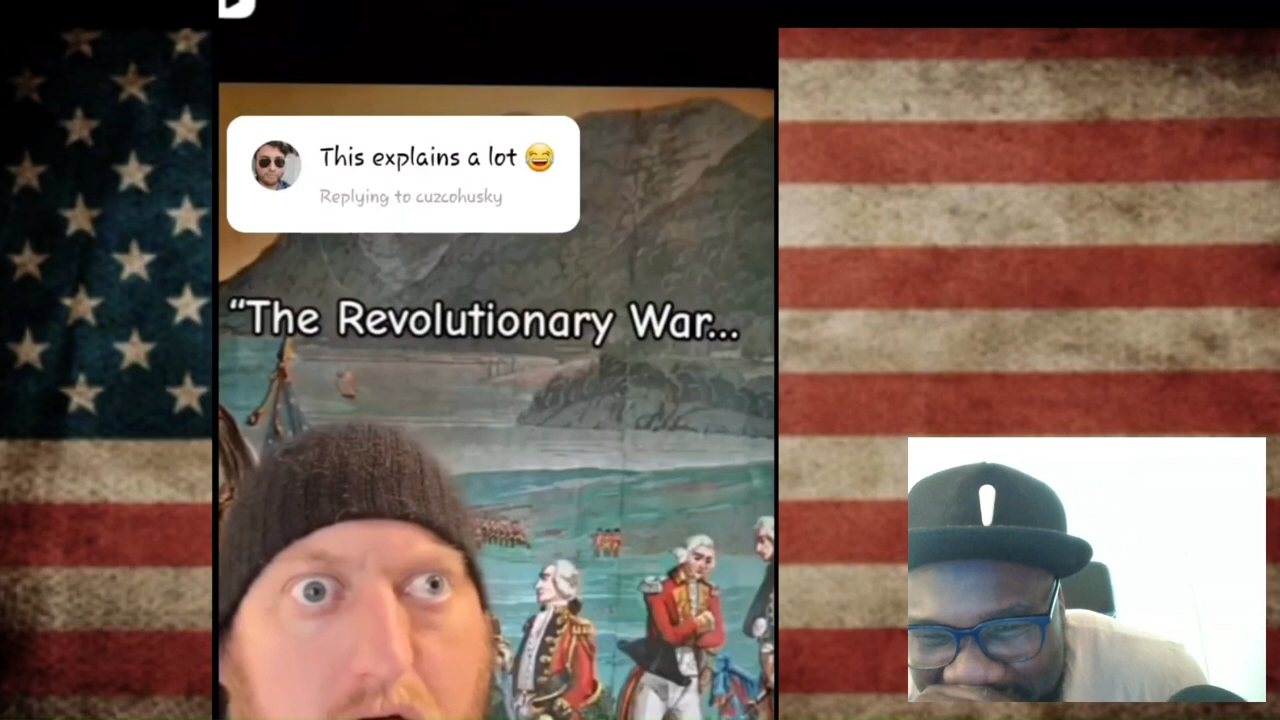 This explains a lot 😂
Replying to cuzcohusky
“The Revolutionary War...